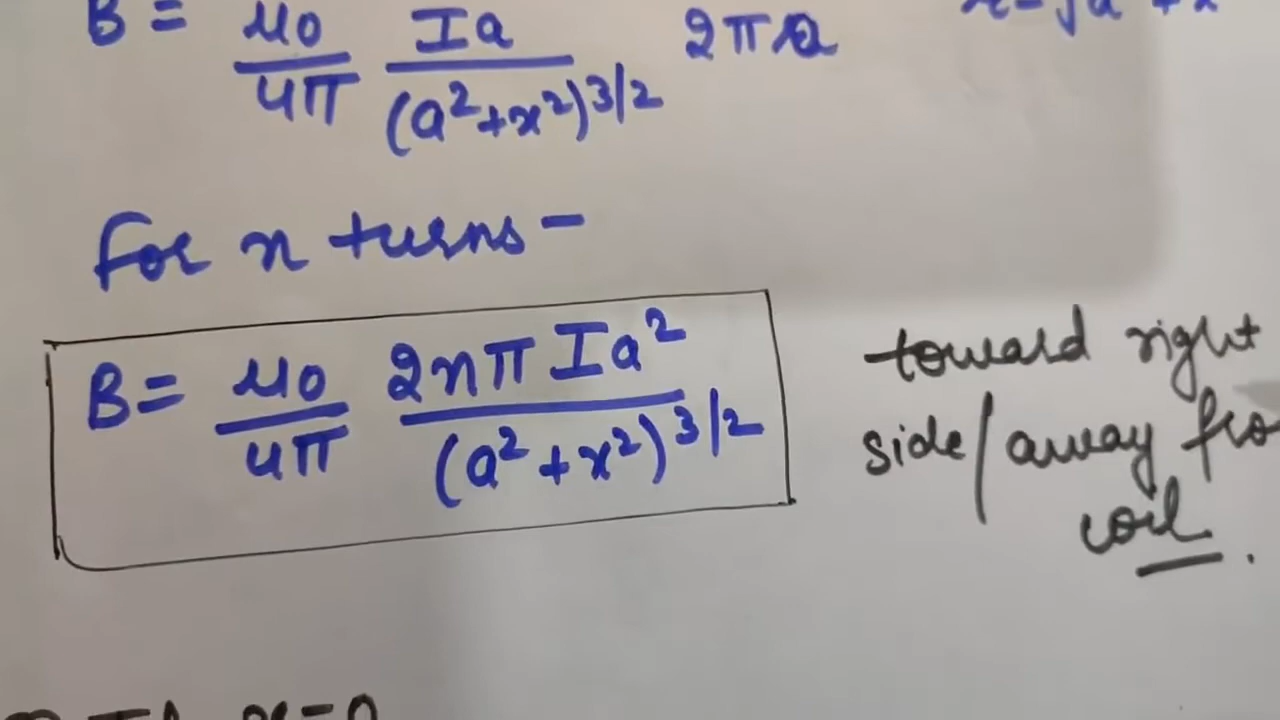 B = μ0/4π Ia/(a²+x²)^3/2 2πa
For n turns-
B = μ0/4π 2nπIa²/(a²+x²)^3/2
toward right
side/away
coil.
x=0